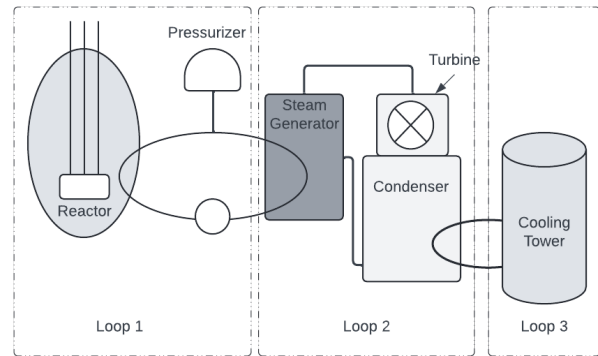 Pressurizer
Turbine
Steam
Generator
Reactor
Condenser
Cooling
Tower
Loop 1
Loop 2
Loop 3